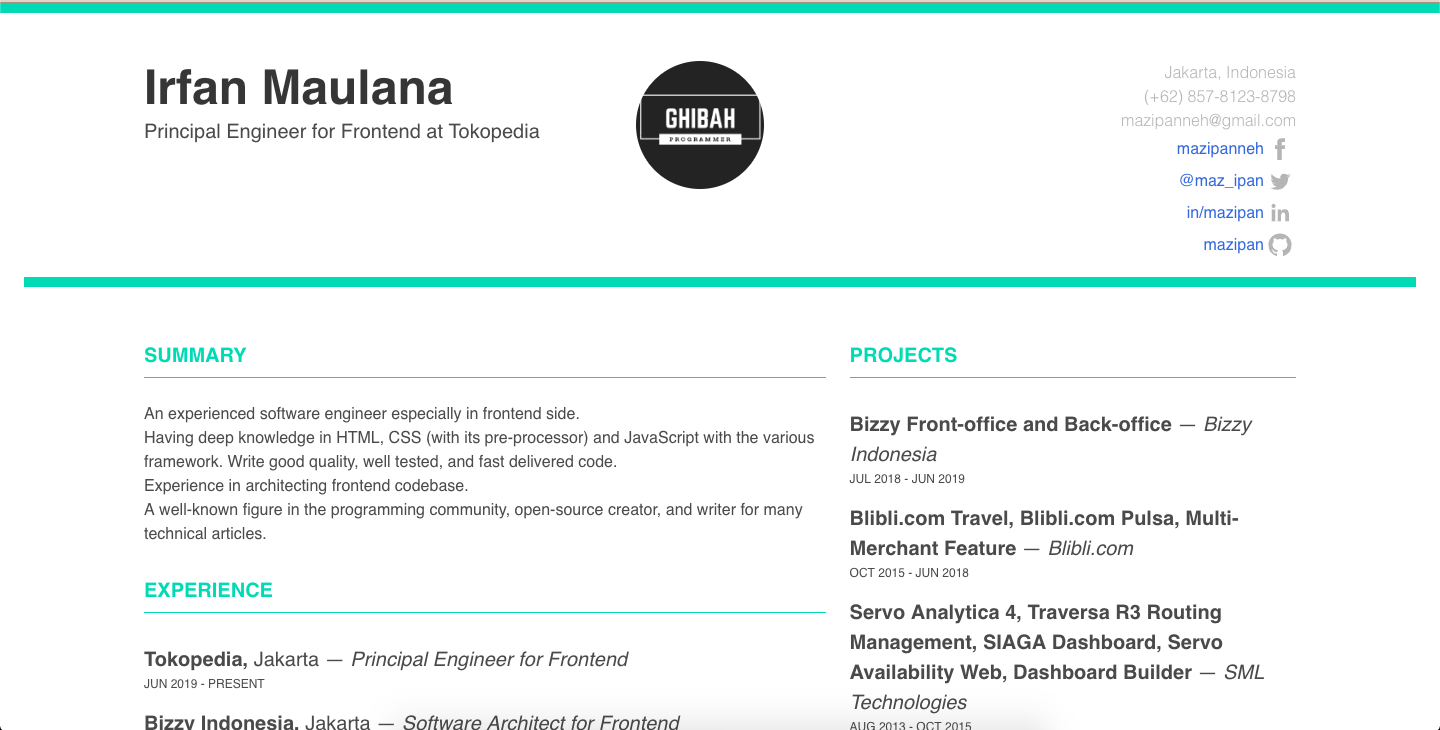 Irfan Maulana
Principal Engineer for Frontend at Tokopedia
GHIBAH
PROGRAMMER
Jakarta, Indonesia
(+62) 857-8123-8798
mazipanneh@gmail.com
mazipanneh
@maz_ipan
in/mazipan
in
mazipan
SUMMARY
An experienced software engineer especially in frontend side.
Having deep knowledge in HTML, CSS (with its pre-processor) and JavaScript with the various
framework. Write good quality, well tested, and fast delivered code.
Experience in architecting frontend codebase.
A well-known figure in the programming community, open-source creator, and writer for many
technical articles.
EXPERIENCE
Tokopedia, Jakarta — Principal Engineer for Frontend
JUN 2019 - PRESENT
Bizzy Indonesia, Jakarta — Software Architect for Frontend
PROJECTS
Bizzy Front-office and Back-office — Bizzy
Indonesia
JUL 2018 - JUN 2019
Blibli.com Travel, Blibli.com Pulsa, Multi-
Merchant Feature — Blibli.com
OCT 2015 - JUN 2018
Servo Analytica 4, Traversa R3 Routing
Management, SIAGA Dashboard, Servo
Availability Web, Dashboard Builder — SML
Technologies
AUG 2013 - OCT 2015